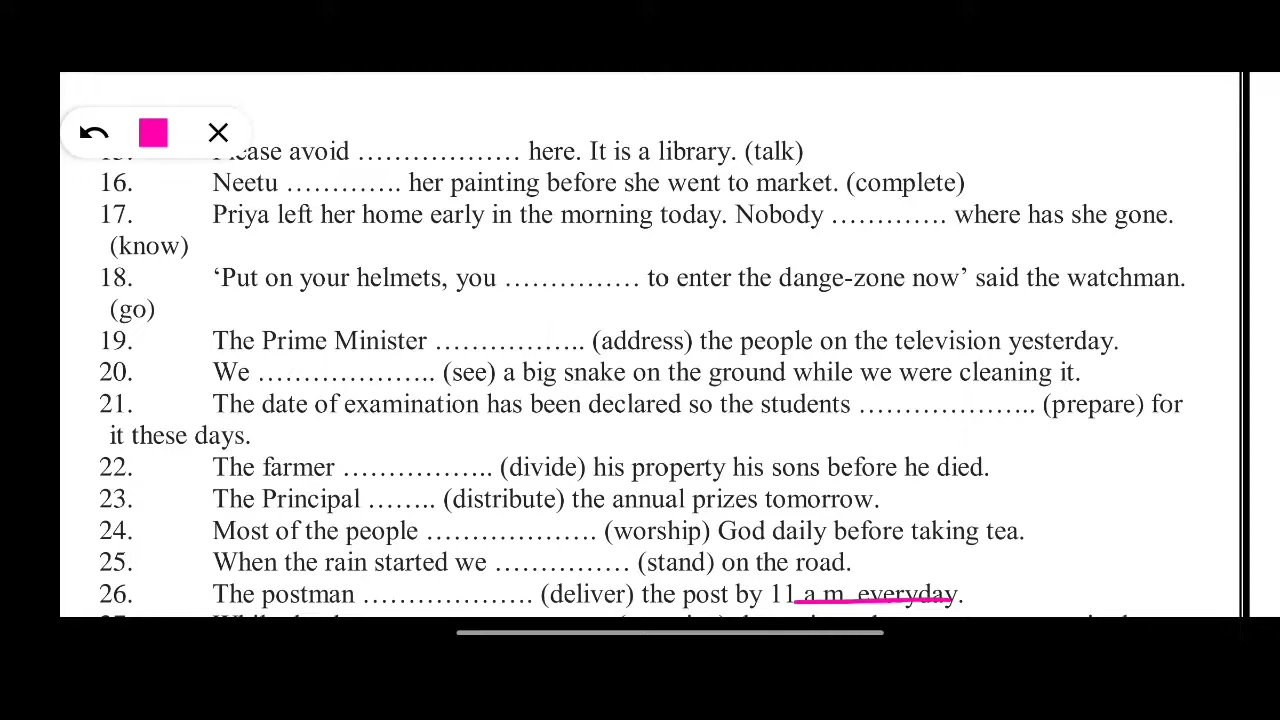 Please avoid ……………… here. It is a library. (talk)
16. Neetu …………. her painting before she went to market. (complete)
17. Priya left her home early in the morning today. Nobody …………. where has she gone.
(know)
18. ‘Put on your helmets, you …………… to enter the dange-zone now’ said the watchman.
(go)
19. The Prime Minister …………….. (address) the people on the television yesterday.
20. We ……………….. (see) a big snake on the ground while we were cleaning it.
21. The date of examination has been declared so the students ……………….. (prepare) for
it these days.
22. The farmer …………….. (divide) his property his sons before he died.
23. The Principal …….. (distribute) the annual prizes tomorrow.
24. Most of the people ………………. (worship) God daily before taking tea.
25. When the rain started we …………… (stand) on the road.
26. The postman ………………. (deliver) the post by 11 a m everyday.